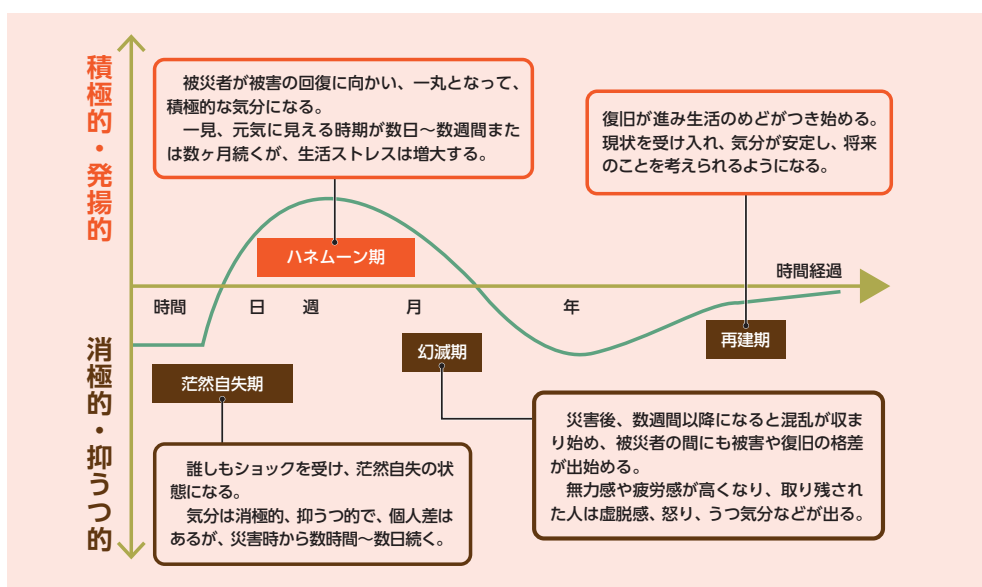 積極的・発揚的
被災者が被害の回復に向かい、一丸となって、
積極的な気分になる。
一見、元気に見える時期が数日～数週間また
は数ヶ月続くが、生活ストレスは増大する。
復旧が進み生活のめどがつき始める。
現状を受け入れ、気分が安定し、将来
のことを考えられるようになる。
ハネムーン期
時間経過
時間 日 週 月 年
消極的・抑うつ的
幻滅期
再建期
茫然自失期
誰しもショックを受け、茫然自失の状
態になる。
気分は消極的、抑うつ的で、個人差は
あるが、災害時から数時間～数日続く。
災害後、数週間以降になると混乱が収ま
り始め、被災者の間にも被害や復旧の格差
が出始める。
無力感や疲労感が高くなり、取り残され
た人は虚脱感、怒り、うつ気分などが出る。